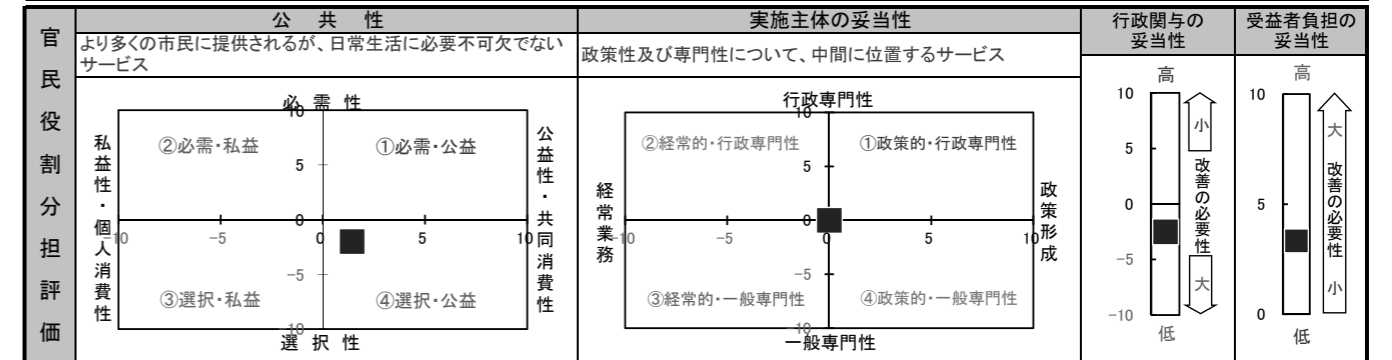 官民役割分担評価
公 共 性
より多くの市民に提供されるが、日常生活に必要不可欠でない
サービス
必 需 性
私益性・個人消費性
公益性・共同消費性
②必需・私益
①必需・公益
③選択・私益
④選択・公益
10
5
0
-5
-10
-10
-5
0
5
10
選 択 性
実施主体の妥当性
政策性及び専門性について、中間に位置するサービス
行政専門性
経常業務
政策形成
②経常的・行政専門性
①政策的・行政専門性
③経常的・一般専門性
④政策的・一般専門性
10
5
0
-5
-10
-10
-5
0
5
10
一般専門性
行政関与の
妥当性
高
10
5
0
-5
-10
低
小
改善の必要性
大
受益者負担の
妥当性
高
10
5
0
低
大
改善の必要性
小